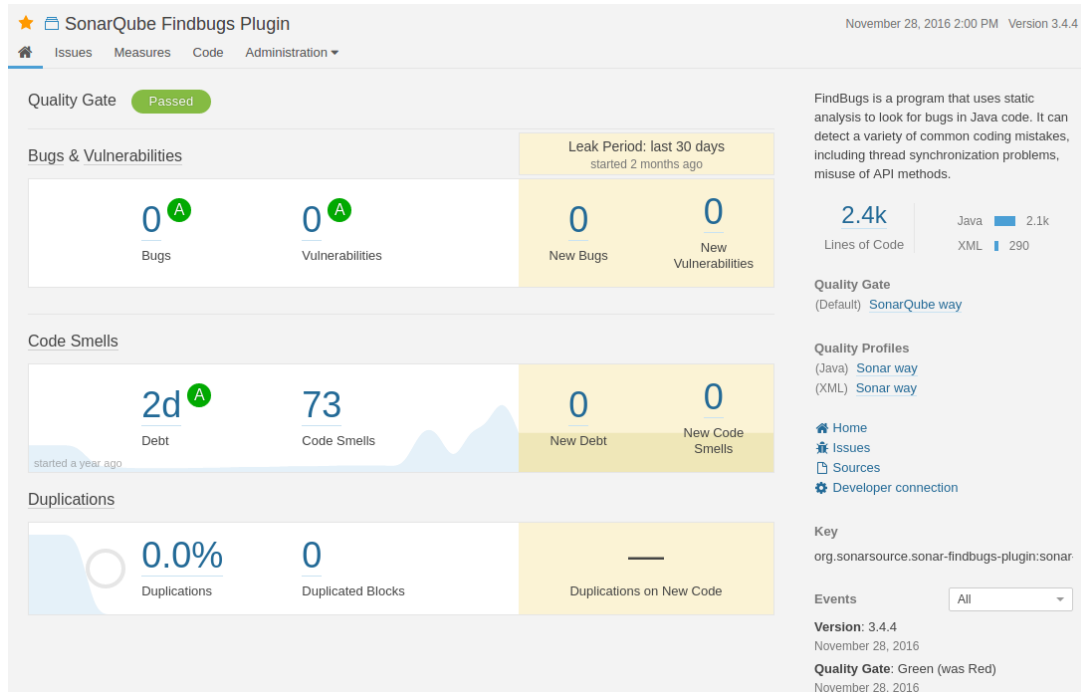 SonarQube Findbugs Plugin
November 28, 2016 2:00 PM Version 3.4.4
Issues Measures Code Administration
Quality Gate Passed
Leak Period: last 30 days
started 2 months ago
Bugs & Vulnerabilities
0 A
Bugs
0 A
Vulnerabilities
0
New Bugs
0
New
Vulnerabilities
Code Smells
2d A
Debt
73
Code Smells
started a year ago
0
New Debt
0
New Code
Smells
Duplications
0.0%
Duplications
0
Duplicated Blocks
—
Duplications on New Code
FindBugs is a program that uses static
analysis to look for bugs in Java code. It can
detect a variety of common coding mistakes,
including thread synchronization problems,
misuse of API methods.
2.4k
Lines of Code
Java 2.1k
XML 290
Quality Gate
(Default) SonarQube way
Quality Profiles
(Java) Sonar way
(XML) Sonar way
Home
Issues
Sources
Developer connection
Key
org.sonarsource.sonar-findbugs-plugin:sonar-
Events All
Version: 3.4.4
November 28, 2016
Quality Gate: Green (was Red)
November 28, 2016